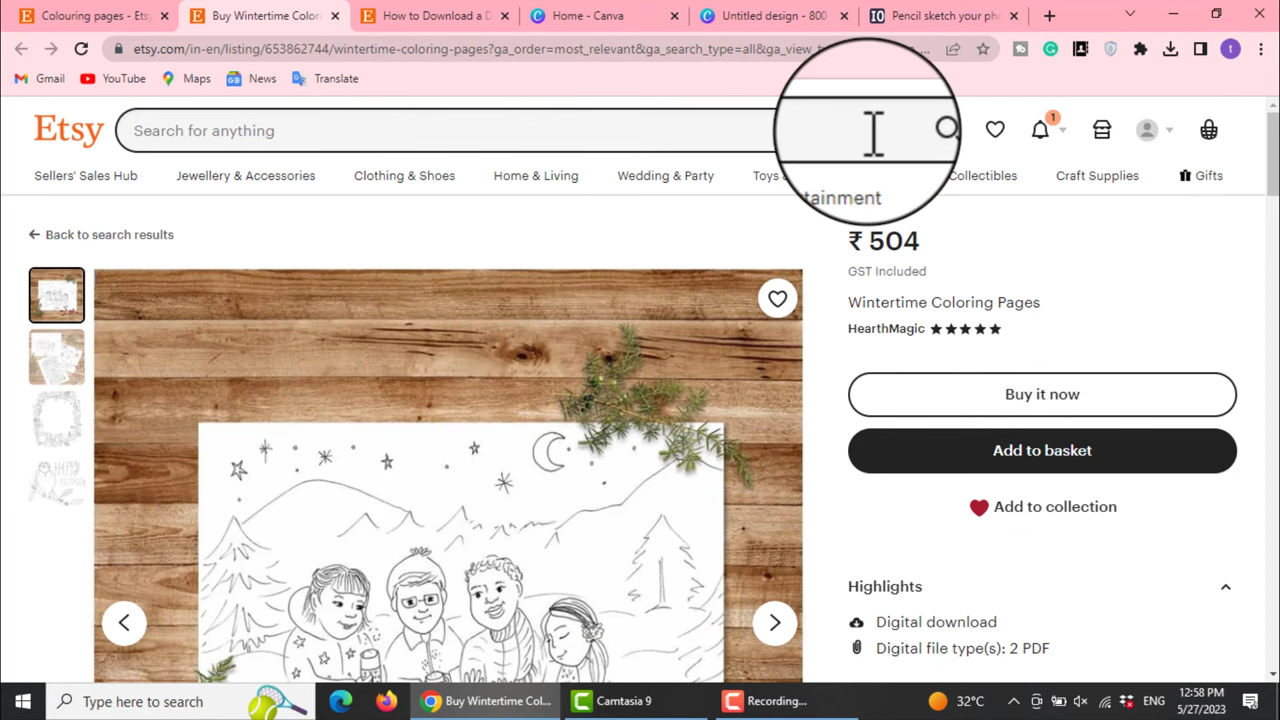 Colouring pages - Ets
Buy Wintertime Colori
How to Download a D
Home - Canva
Untitled design - 800
Pencil sketch your pho
etsy.com/in-en/listing/653862744/wintertime-coloring-pages?ga_order=most_relevant&ga_search_type=all&ga_view_t
t
Gmail
YouTube
Maps
News
Translate
Etsy
Search for anything
1
Sellers' Sales Hub
Jewellery & Accessories
Clothing & Shoes
Home & Living
Wedding & Party
Toys &
tainment
Collectibles
Craft Supplies
Gifts
Back to search results
₹ 504
GST Included
Wintertime Coloring Pages
HearthMagic
Buy it now
Add to basket
Add to collection
Highlights
Digital download
Digital file type(s): 2 PDF
Type here to search
Buy Wintertime Col...
Camtasia 9
Recording...
32°C
ENG
12:58 PM
5/27/2023